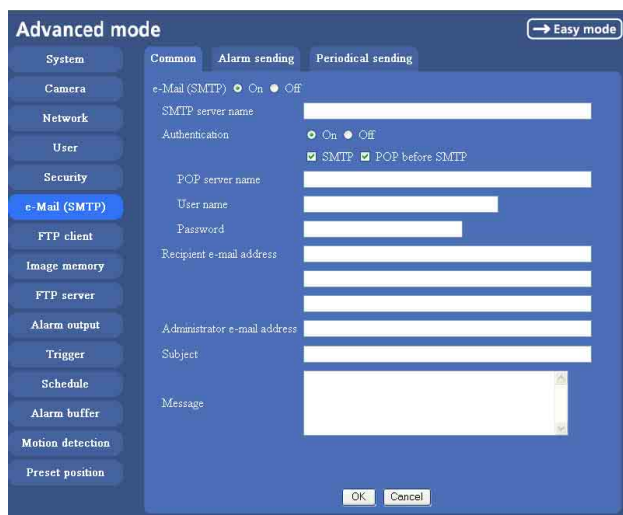 Advanced mode
→ Easy mode
System
Camera
Network
User
Security
e-Mail (SMTP)
FTP client
Image memory
FTP server
Alarm output
Trigger
Schedule
Alarm buffer
Motion detection
Preset position
Common Alarm sending Periodical sending
e-Mail (SMTP) On Off
SMTP server name
Authentication On Off
SMTP POP before SMTP
POP server name
User name
Password
Recipient e-mail address
Administrator e-mail address
Subject
Message
OK Cancel